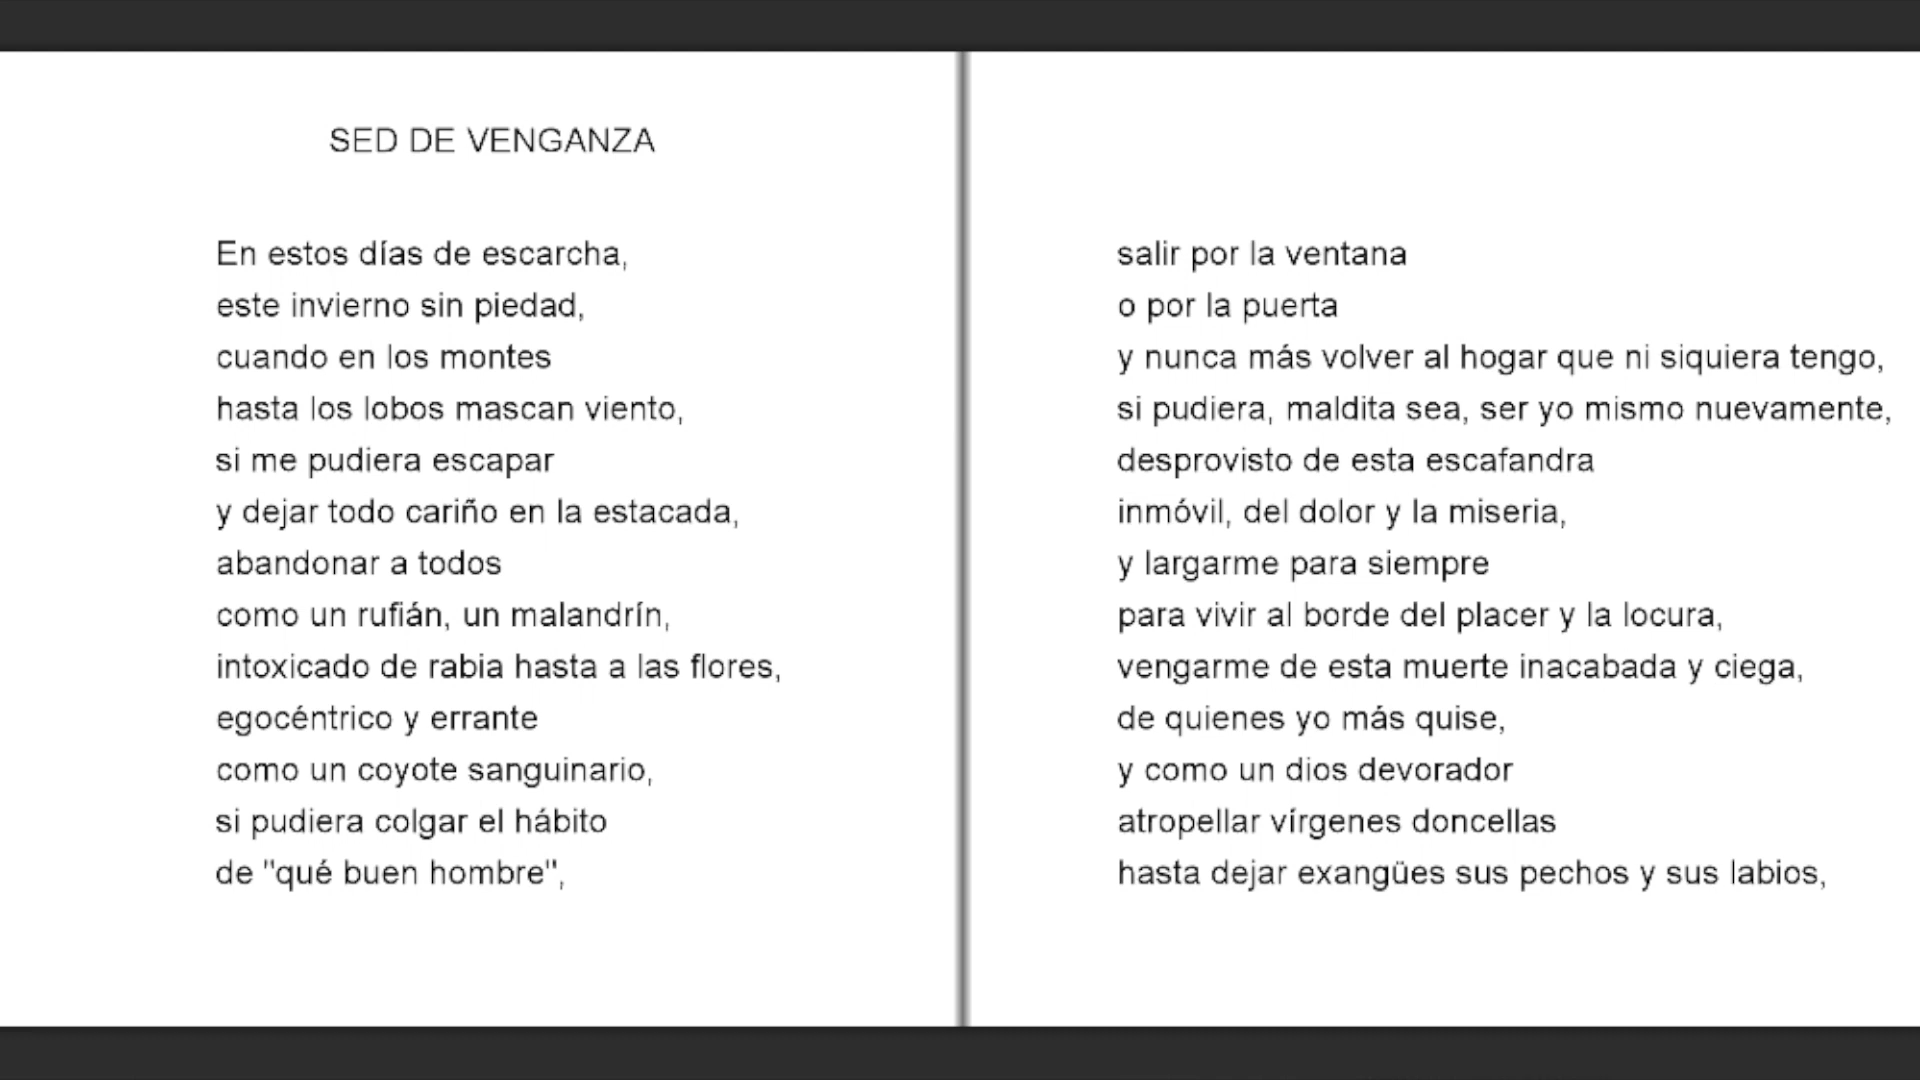 SED DE VENGANZA
En estos días de escarcha,
este invierno sin piedad,
cuando en los montes
hasta los lobos mascan viento,
si me pudiera escapar
y dejar todo cariño en la estacada,
abandonar a todos
como un rufián, un malandrín,
intoxicado de rabia hasta a las flores,
egocéntrico y errante
como un coyote sanguinario,
si pudiera colgar el hábito
de "qué buen hombre",
salir por la ventana
o por la puerta
y nunca más volver al hogar que ni siquiera tengo,
si pudiera, maldita sea, ser yo mismo nuevamente,
desprovisto de esta escafandra
inmóvil, del dolor y la miseria,
y largarme para siempre
para vivir al borde del placer y la locura,
vengarme de esta muerte inacabada y ciega,
de quienes yo más quise,
y como un dios devorador
atropellar vírgenes doncellas
hasta dejar exangües sus pechos y sus labios,